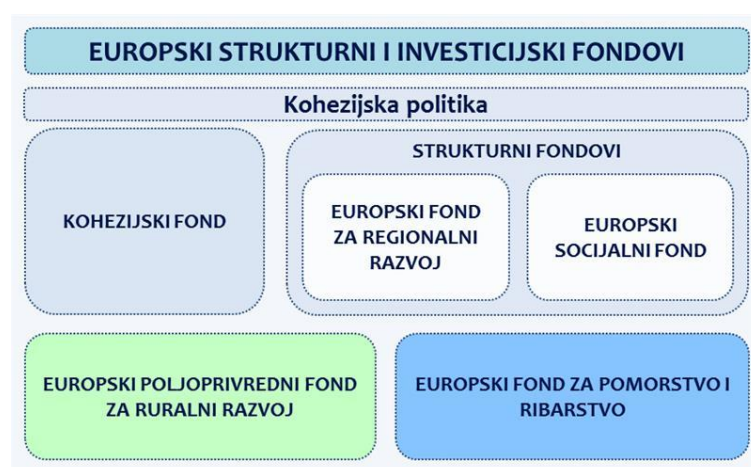 EUROPSKI STRUKTURNI I INVESTICIJSKI FONDOVI
Kohezijska politika
KOHEZIJSKI FOND
STRUKTURNI FONDOVI
EUROPSKI FOND
ZA REGIONALNI
RAZVOJ
EUROPSKI
SOCIJALNI FOND
EUROPSKI POLJOPRIVREDNI FOND
ZA RURALNI RAZVOJ
EUROPSKI FOND ZA POMORSTVO I
RIBARSTVO